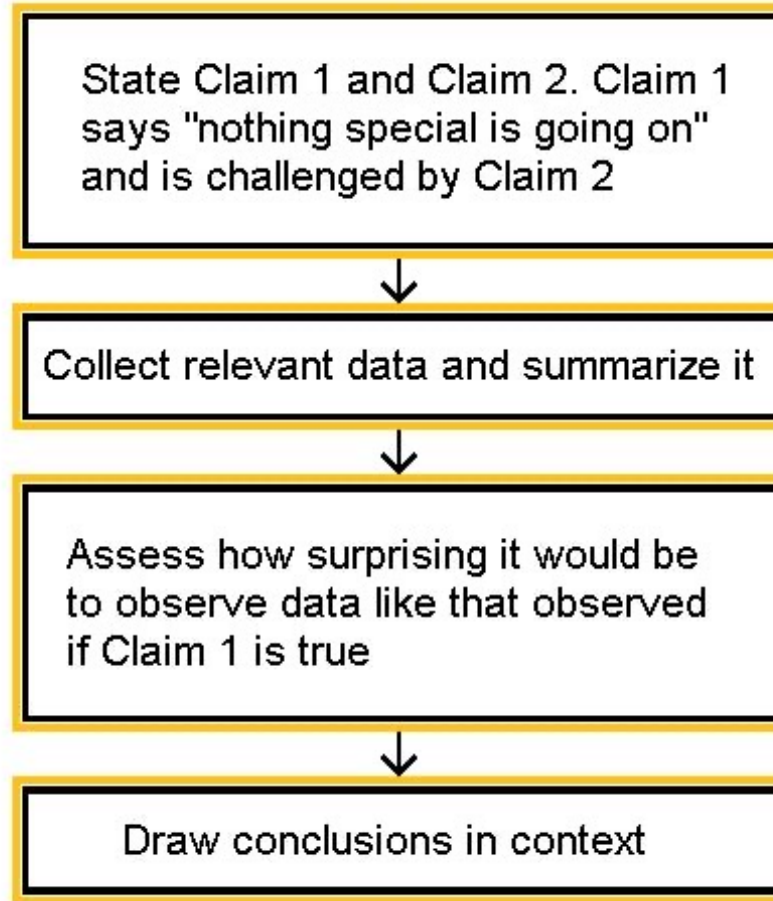 State Claim 1 and Claim 2. Claim 1
says "nothing special is going on"
and is challenged by Claim 2
Collect relevant data and summarize it
Assess how surprising it would be
to observe data like that observed
if Claim 1 is true
Draw conclusions in context